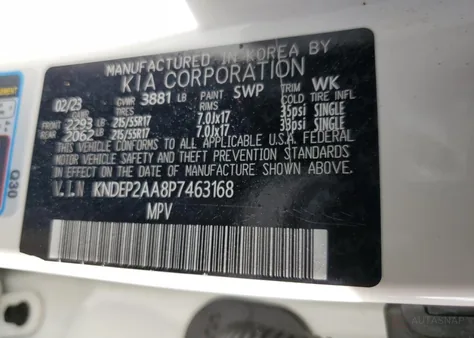 MANUFACTURED IN KOREA BY
KIA CORPORATION
02/23 GVWR 3881 LB PAINT SWP TRIM WK
GAWR TIRES RIMS COLD TIRE INFL
FRONT 2293 LB 215/55R17 7.0Jx17 35psi SINGLE
REAR 2062 LB 215/55R17 7.0Jx17 33psi SINGLE
THIS VEHICLE CONFORMS TO ALL APPLICABLE U.S.A. FEDERAL
MOTOR VEHICLE SAFETY AND THEFT PREVENTION STANDARDS
IN EFFECT ON THE DATE OF MANUFACTURE SHOWN ABOVE.
V.I.N KNDEP2AA8P7463168
MPV
Q30
AUTOSNAP